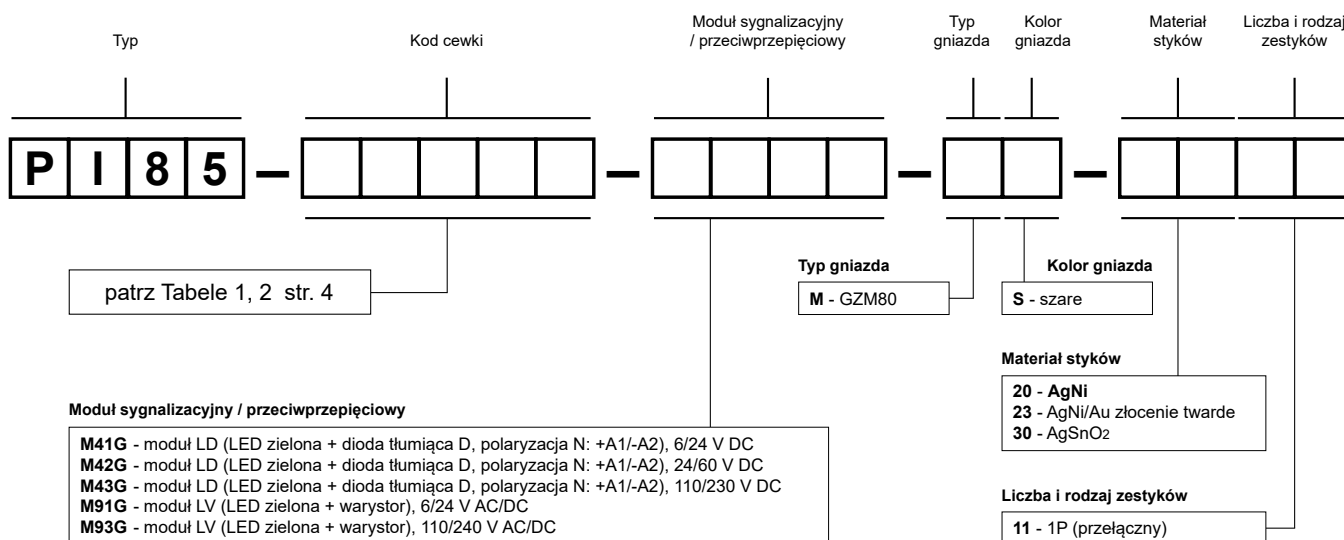 Typ
Kod cewki
Moduł sygnalizacyjny
/ przeciwprzepięciowy
Typ
gniazda
Kolor
gniazda
Materiał
styków
Liczba i rodzaj
zestyków
P I 8 5 – – – –
patrz Tabele 1, 2 str. 4
Typ gniazda
M - GZM80
Kolor gniazda
S - szare
Materiał styków
20 - AgNi
23 - AgNi/Au złocenie twarde
30 - AgSnO2
Moduł sygnalizacyjny / przeciwprzepięciowy
M41G - moduł LD (LED zielona + dioda tłumiąca D, polaryzacja N: +A1/-A2), 6/24 V DC
M42G - moduł LD (LED zielona + dioda tłumiąca D, polaryzacja N: +A1/-A2), 24/60 V DC
M43G - moduł LD (LED zielona + dioda tłumiąca D, polaryzacja N: +A1/-A2), 110/230 V DC
M91G - moduł LV (LED zielona + warystor), 6/24 V AC/DC
M93G - moduł LV (LED zielona + warystor), 110/240 V AC/DC
Liczba i rodzaj zestyków
11 - 1P (przełączny)